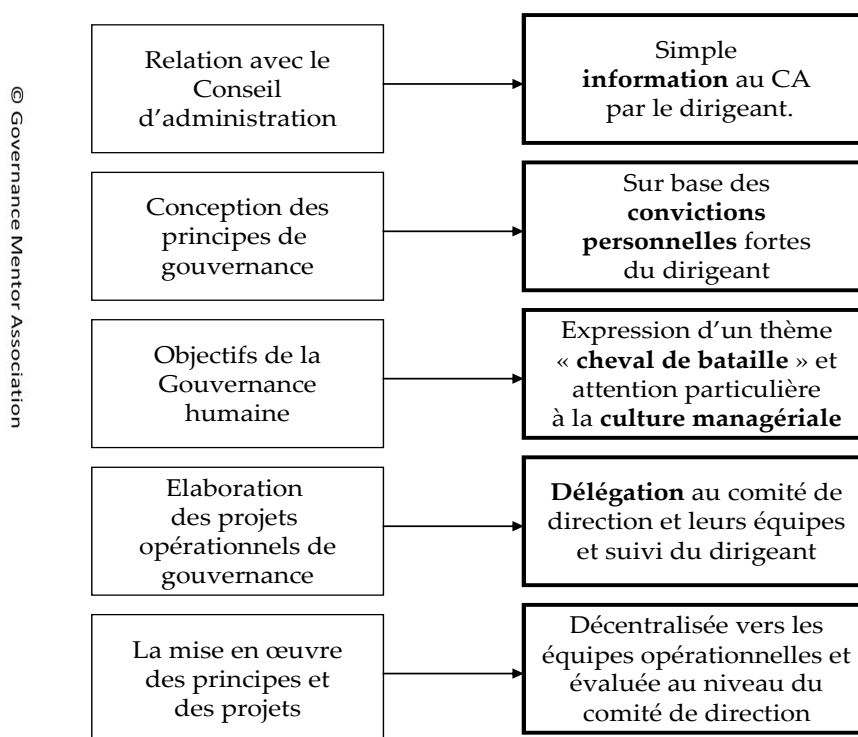 © Governance Mentor Association
Relation avec le
Conseil
d’administration
Simple
information au CA
par le dirigeant.
Conception des
principes de
gouvernance
Sur base des
convictions
personnelles fortes
du dirigeant
Objectifs de la
Gouvernance
humaine
Expression d’un thème
« cheval de bataille » et
attention particulière
à la culture managériale
Elaboration
des projets
opérationnels de
gouvernance
Délégation au comité de
direction et leurs équipes
et suivi du dirigeant
La mise en œuvre
des principes et
des projets
Décentralisée vers les
équipes opérationnelles et
évaluée au niveau du
comité de direction